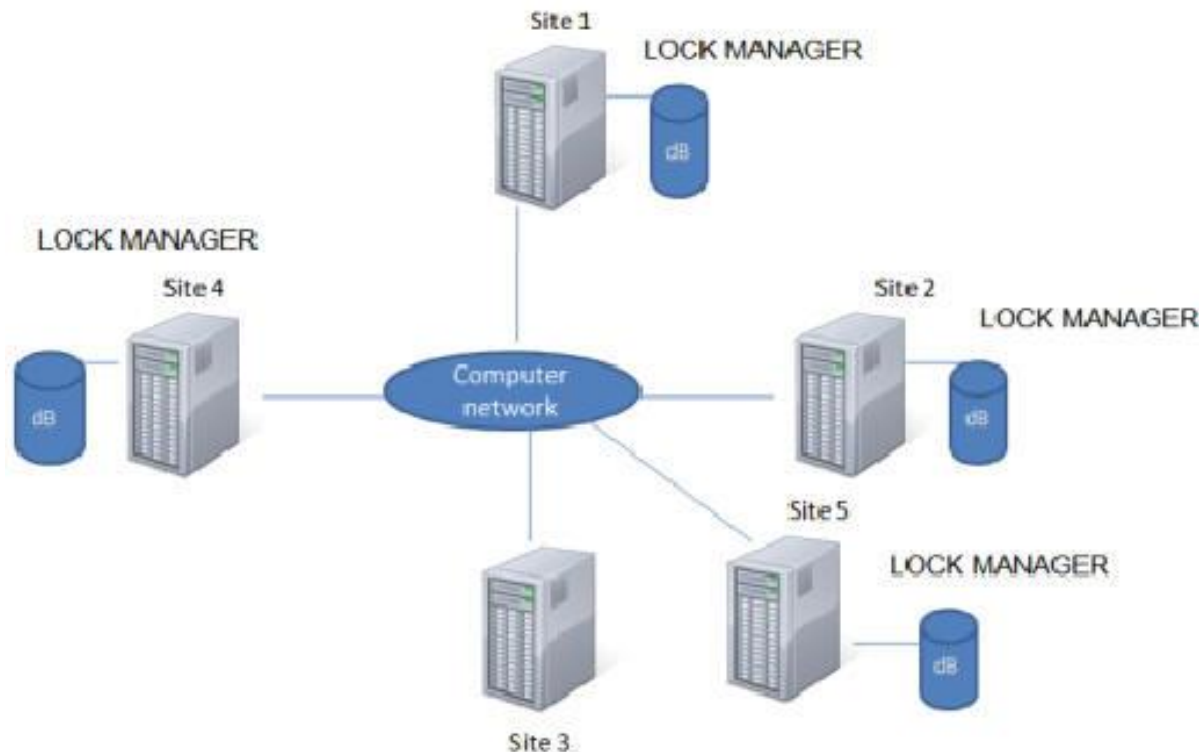 Site 1
LOCK MANAGER
dB
LOCK MANAGER
Site 4
dB
Site 2
LOCK MANAGER
dB
Computer
network
Site 5
LOCK MANAGER
dB
Site 3